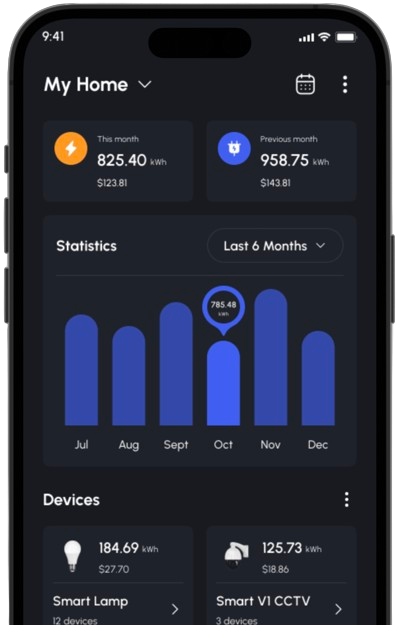 9:41
My Home
This month
825.40 kWh
$123.81
Previous month
958.75 kWh
$143.81
Statistics
Last 6 Months
785.48
kWh
Jul Aug Sept Oct Nov Dec
Devices
184.69 kWh
$27.70
Smart Lamp
12 devices
125.73 kWh
$18.86
Smart V1 CCTV
3 devices